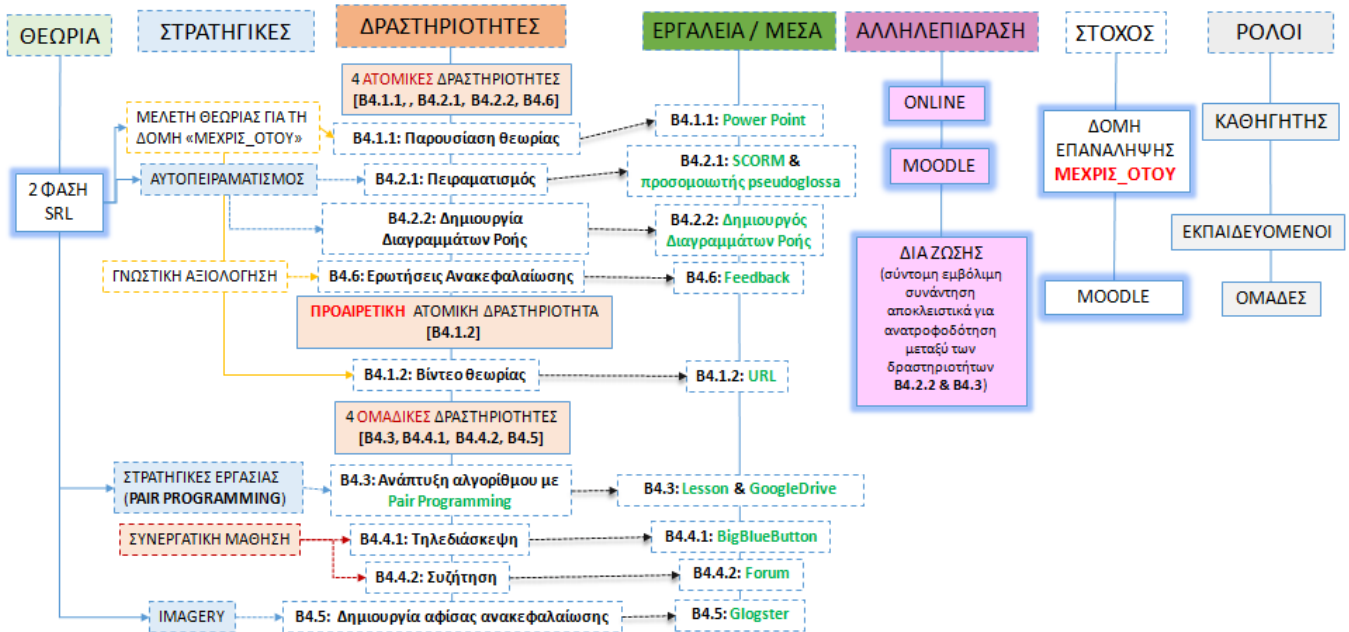 ΘΕΩΡΙΑ
ΣΤΡΑΤΗΓΙΚΕΣ
ΔΡΑΣΤΗΡΙΟΤΗΤΕΣ
ΕΡΓΑΛΕΙΑ / ΜΕΣΑ
ΑΛΛΗΛΕΠΙΔΡΑΣΗ
ΣΤΟΧΟΣ
ΡΟΛΟΙ
2 ΦΑΣΗ
SRL
ΜΕΛΕΤΗ ΘΕΩΡΙΑΣ ΓΙΑ ΤΗ
ΔΟΜΗ «ΜΕΧΡΙΣ_ΟΤΟΥ»
ΑΥΤΟΠΕΙΡΑΜΑΤΙΣΜΟΣ
ΓΝΩΣΤΙΚΗ ΑΞΙΟΛΟΓΗΣΗ
ΣΤΡΑΤΗΓΙΚΕΣ ΕΡΓΑΣΙΑΣ
(PAIR PROGRAMMING)
ΣΥΝΕΡΓΑΤΙΚΗ ΜΑΘΗΣΗ
IMAGERY
4 ΑΤΟΜΙΚΕΣ ΔΡΑΣΤΗΡΙΟΤΗΤΕΣ
[Β4.1.1, , Β4.2.1, Β4.2.2, Β4.6]
Β4.1.1: Παρουσίαση θεωρίας
Β4.2.1: Πειραματισμός
Β4.2.2: Δημιουργία
Διαγραμμάτων Ροής
Β4.6: Ερωτήσεις Ανακεφαλαίωσης
ΠΡΟΑΙΡΕΤΙΚΗ ΑΤΟΜΙΚΗ ΔΡΑΣΤΗΡΙΟΤΗΤΑ
[Β4.1.2]
Β4.1.2: Βίντεο θεωρίας
4 ΟΜΑΔΙΚΕΣ ΔΡΑΣΤΗΡΙΟΤΗΤΕΣ
[Β4.3, Β4.4.1, Β4.4.2, Β4.5]
Β4.3: Ανάπτυξη αλγορίθμου με
Pair Programming
Β4.4.1: Τηλεδιάσκεψη
Β4.4.2: Συζήτηση
Β4.5: Δημιουργία αφίσας ανακεφαλαίωσης
Β4.1.1: Power Point
Β4.2.1: SCORM &
προσομοιωτής pseudoglossa
Β4.2.2: Δημιουργός
Διαγραμμάτων Ροής
Β4.6: Feedback
Β4.1.2: URL
Β4.3: Lesson & GoogleDrive
Β4.4.1: BigBlueButton
Β4.4.2: Forum
Β4.5: Glogster
ONLINE
MOODLE
ΔΙΑ ΖΩΣΗΣ
(σύντομη εμβόλιμη
συνάντηση
αποκλειστικά για
ανατροφοδότηση
μεταξύ των
δραστηριοτήτων
Β4.2.2 & Β4.3)
ΔΟΜΗ
ΕΠΑΝΑΛΗΨΗΣ
ΜΕΧΡΙΣ_ΟΤΟΥ
MOODLE
ΚΑΘΗΓΗΤΗΣ
ΕΚΠΑΙΔΕΥΟΜΕΝΟΙ
ΟΜΑΔΕΣ